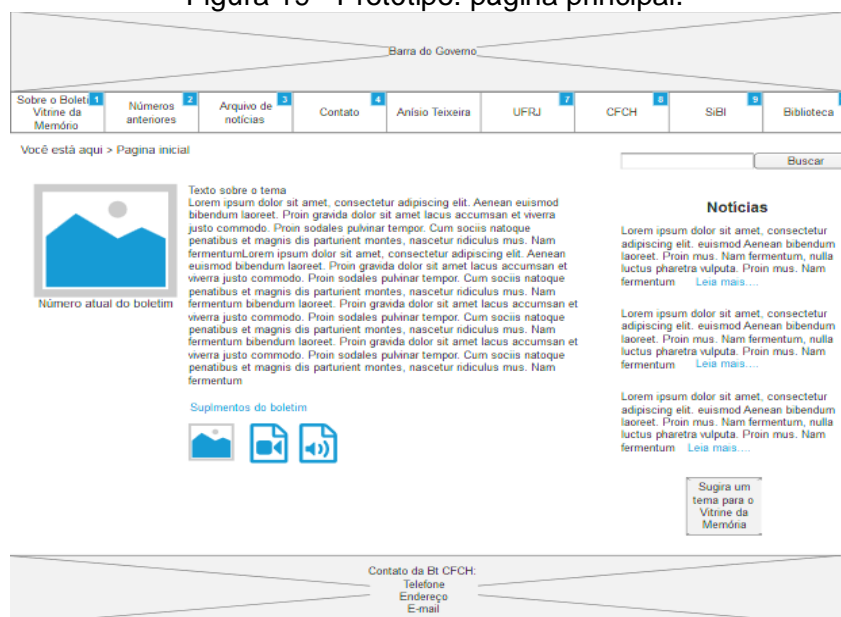 Figura 19 - Protótipo: página principal.
Barra do Governo
Sobre o Boleti
Vitrine da
Memório
1
Números
anteriores
2
Arquivo de
notícias
3
Contato
4
Anísio Teixeira
UFRJ
7
CFCH
8
SiBI
9
Biblioteca
Você está aqui > Pagina inicial
Buscar
Número atual do boletim
Texto sobre o tema
Lorem ipsum dolor sit amet, consectetur adipiscing elit. Aenean euismod
bibendum laoreet. Proin gravida dolor sit amet lacus accumsan et viverra
justo commodo. Proin sodales pulvinar tempor. Cum sociis natoque
penatibus et magnis dis parturient montes, nascetur ridiculus mus. Nam
fermentumLorem ipsum dolor sit amet, consectetur adipiscing elit. Aenean
euismod bibendum laoreet. Proin gravida dolor sit amet lacus accumsan et
viverra justo commodo. Proin sodales pulvinar tempor. Cum sociis natoque
penatibus et magnis dis parturient montes, nascetur ridiculus mus. Nam
fermentum bibendum laoreet. Proin gravida dolor sit amet lacus accumsan et
viverra justo commodo. Proin sodales pulvinar tempor. Cum sociis natoque
penatibus et magnis dis parturient montes, nascetur ridiculus mus. Nam
fermentum bibendum laoreet. Proin gravida dolor sit amet lacus accumsan et
viverra justo commodo. Proin sodales pulvinar tempor. Cum sociis natoque
penatibus et magnis dis parturient montes, nascetur ridiculus mus. Nam
fermentum
Suplmentos do boletim
Notícias
Lorem ipsum dolor sit amet, consectetur
adipiscing elit. euismod Aenean bibendum
laoreet. Proin mus. Nam fermentum, nulla
luctus pharetra vulputa. Proin mus. Nam
fermentum Leia mais....
Lorem ipsum dolor sit amet, consectetur
adipiscing elit. euismod Aenean bibendum
laoreet. Proin mus. Nam fermentum, nulla
luctus pharetra vulputa. Proin mus. Nam
fermentum Leia mais....
Lorem ipsum dolor sit amet, consectetur
adipiscing elit. euismod Aenean bibendum
laoreet. Proin mus. Nam fermentum, nulla
luctus pharetra vulputa. Proin mus. Nam
fermentum Leia mais....
Sugira um
tema para o
Vitrine da
Memória
Contato da Bt CFCH:
Telefone
Endereço
E-mail